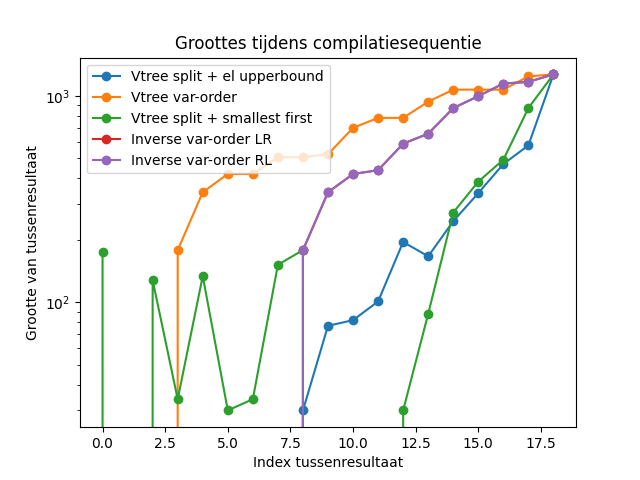 Groottes tijdens compilatiesequentie
Vtree split + el upperbound
Vtree var-order
Vtree split + smallest first
Inverse var-order LR
Inverse var-order RL
Grootte van tussenresultaat
10³
10²
0.0 2.5 5.0 7.5 10.0 12.5 15.0 17.5
Index tussenresultaat